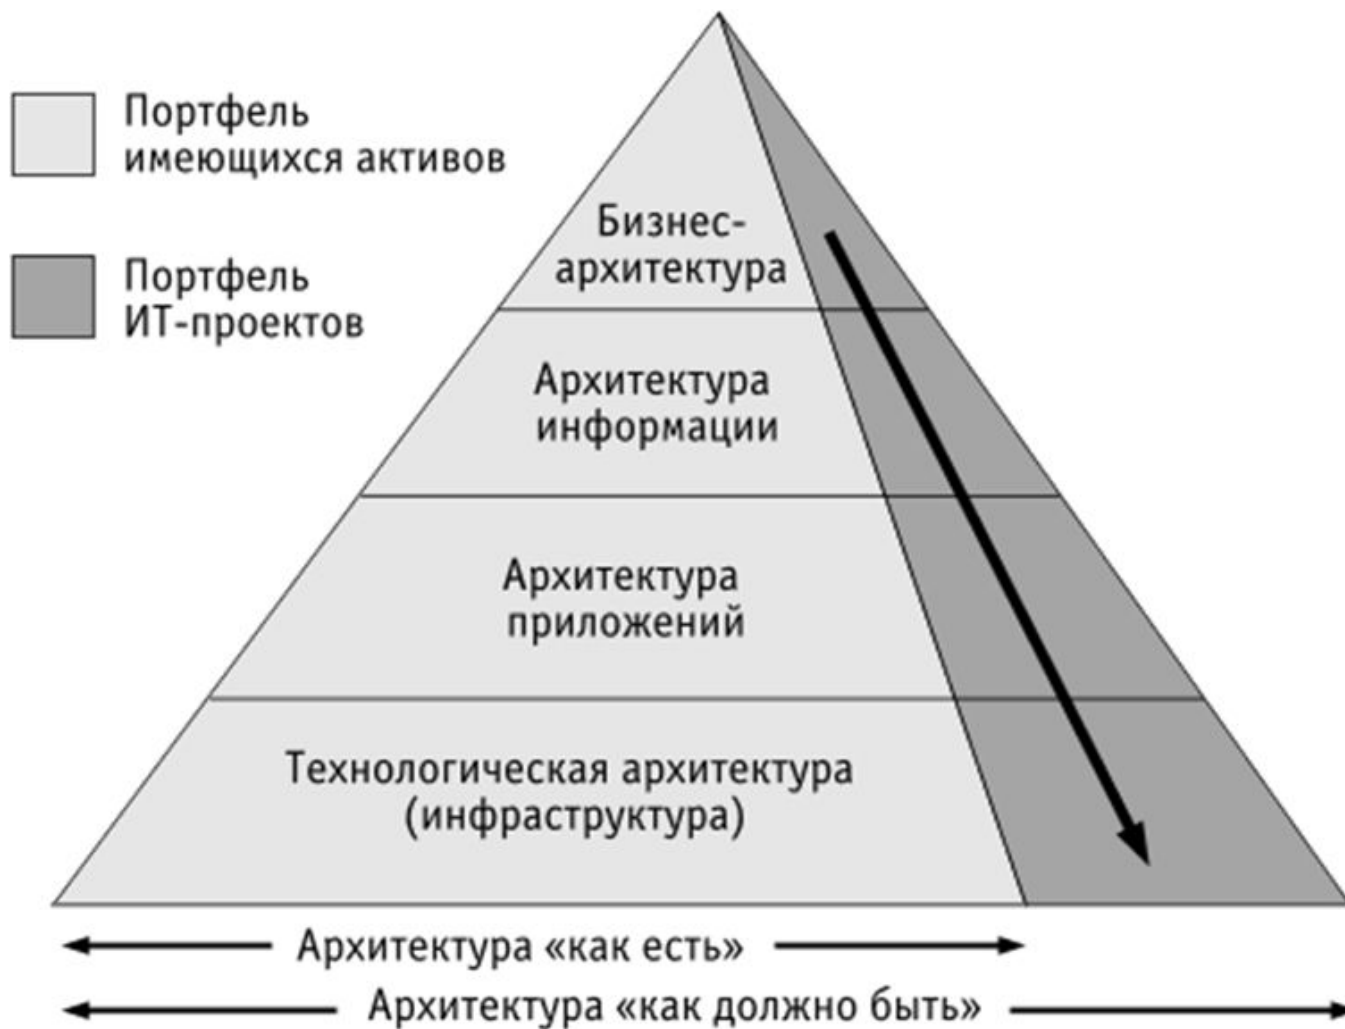 Портфель
имеющихся активов
Портфель
ИТ-проектов
Бизнес-
архитектура
Архитектура
информации
Архитектура
приложений
Технологическая архитектура
(инфраструктура)
Архитектура «как есть»
Архитектура «как должно быть»